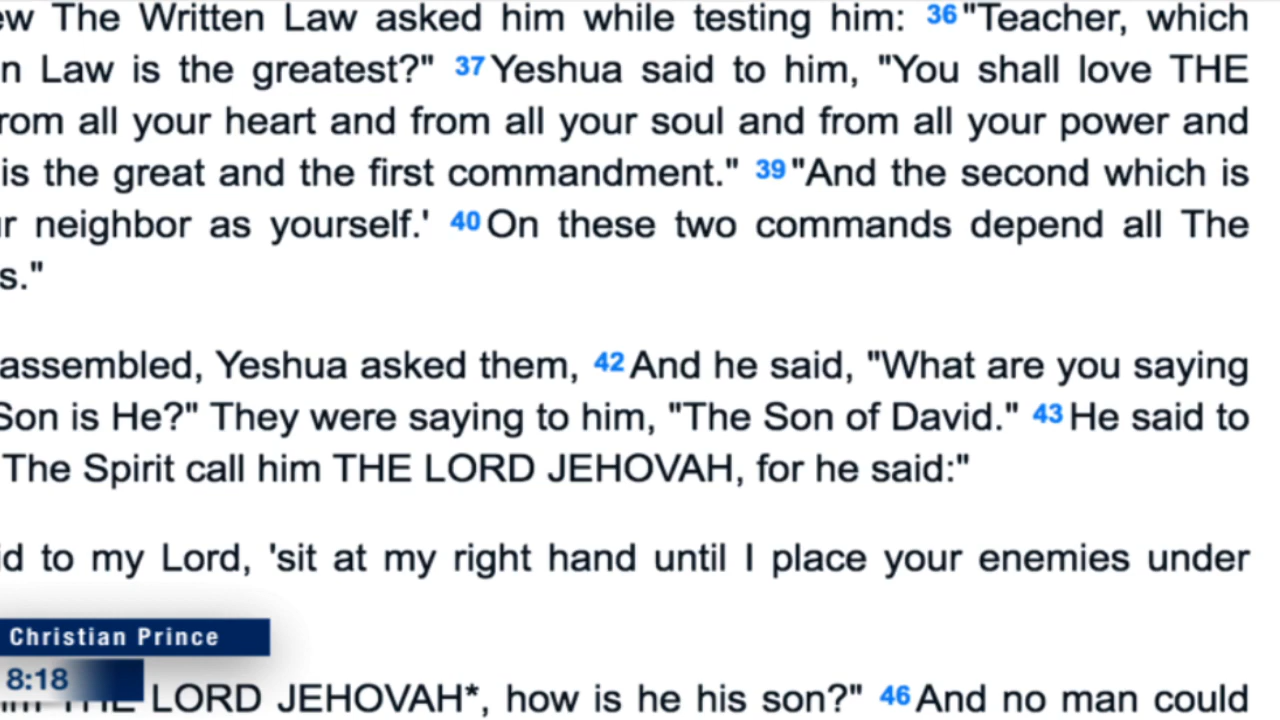 The Written Law asked him while testing him: 36 "Teacher, which
Law is the greatest?" 37 Yeshua said to him, "You shall love THE
all your heart and from all your soul and from all your power and
is the great and the first commandment." 39 "And the second which is
neighbor as yourself.' 40 On these two commands depend all The
s."
assembled, Yeshua asked them, 42 And he said, "What are you saying
Son is He?" They were saying to him, "The Son of David." 43 He said to
The Spirit call him THE LORD JEHOVAH, for he said:"
to my Lord, 'sit at my right hand until I place your enemies under
Christian Prince
8:18
LORD JEHOVAH*, how is he his son?" 46 And no man could